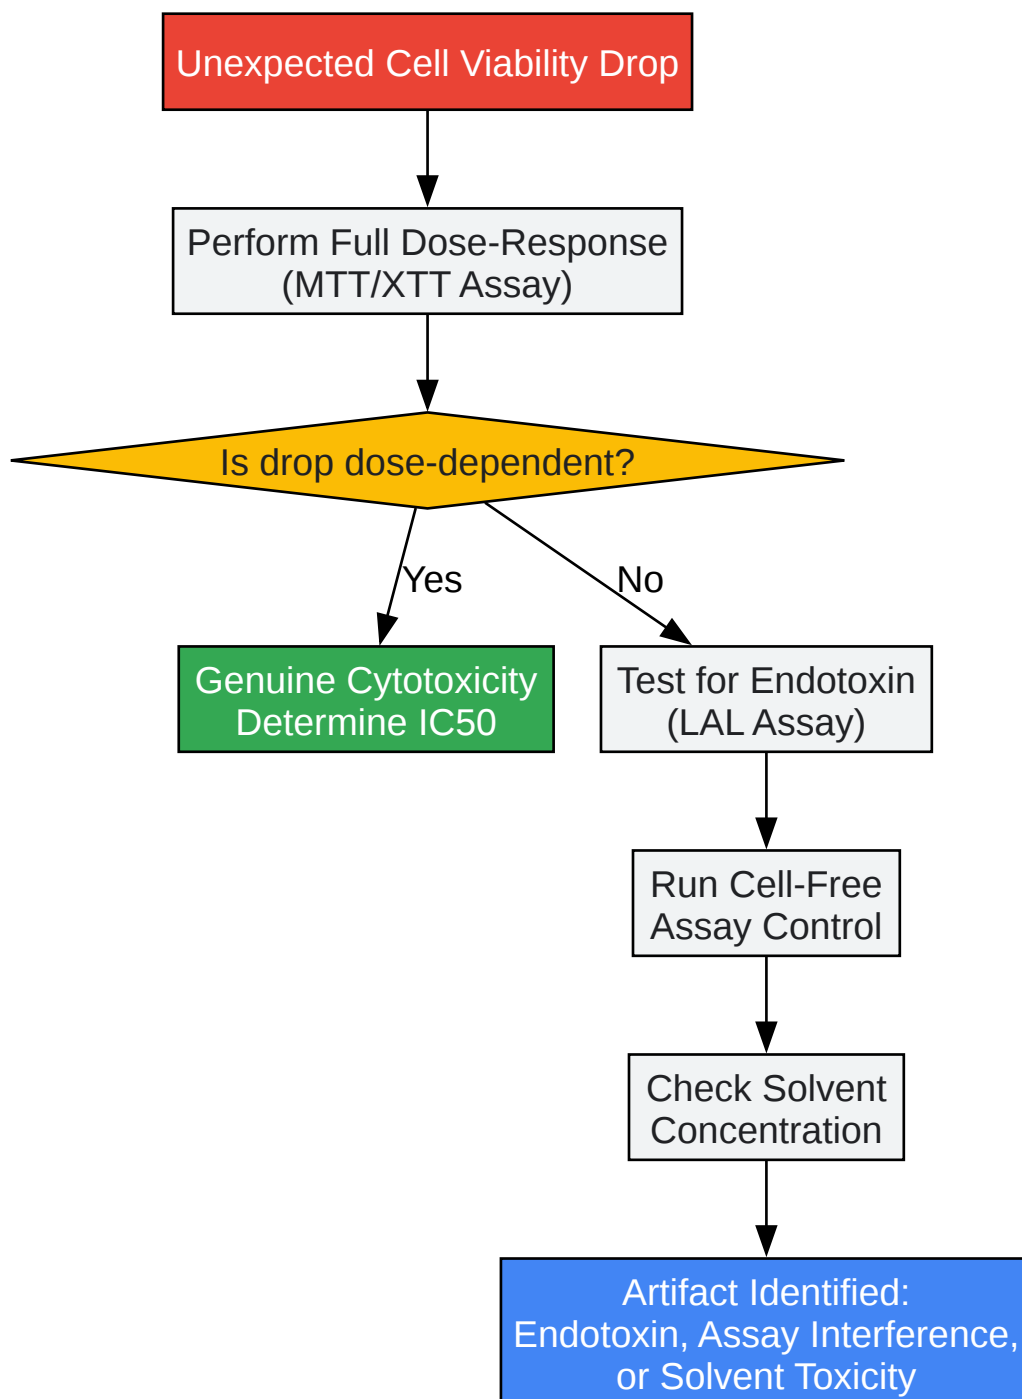 Unexpected Cell Viability Drop
Perform Full Dose-Response
(MTT/XTT Assay)
Is drop dose-dependent?
Yes
No
Genuine Cytotoxicity
Determine IC50
Test for Endotoxin
(LAL Assay)
Run Cell-Free
Assay Control
Check Solvent
Concentration
Artifact Identified:
Endotoxin, Assay Interference,
or Solvent Toxicity